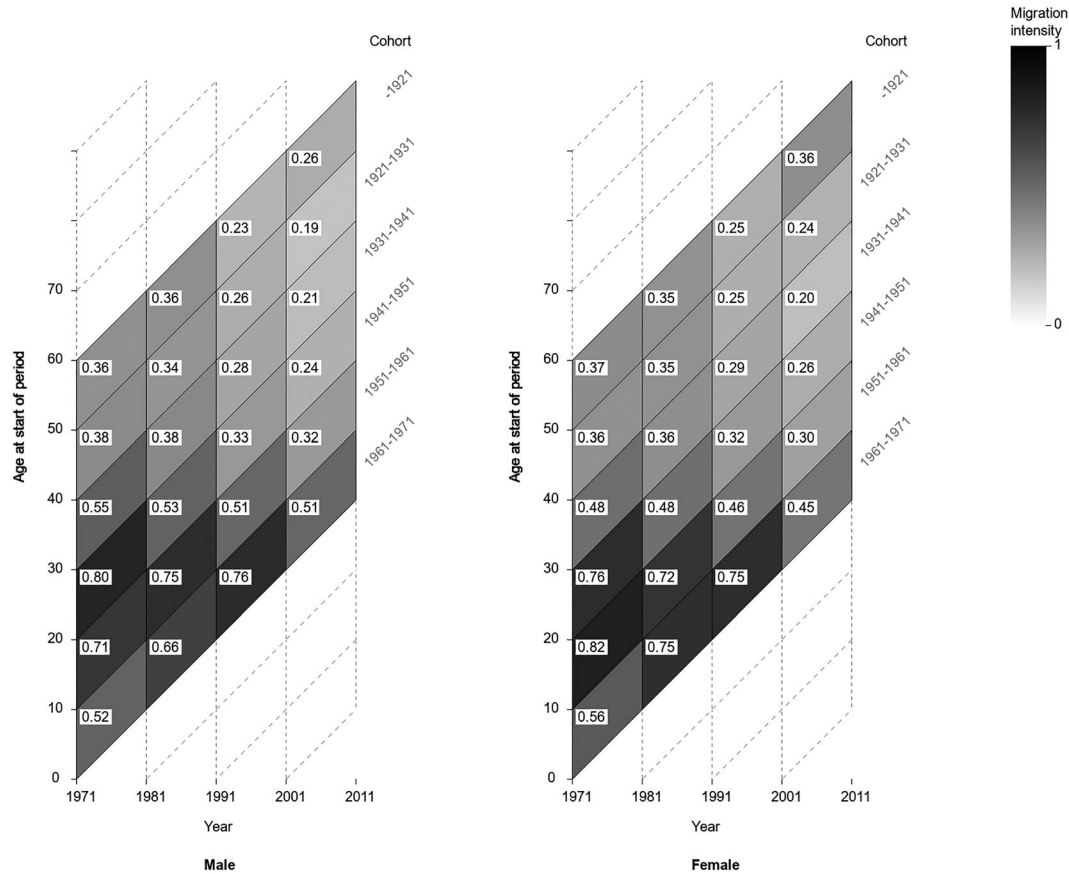 Migration
intensity
1
0
Cohort
-1921
1921-1931
1931-1941
1941-1951
1951-1961
1961-1971
Age at start of period
70
60
50
40
30
20
10
0
0.26
0.23 0.19
0.36 0.26 0.21
0.36 0.34 0.28 0.24
0.38 0.38 0.33 0.32
0.55 0.53 0.51 0.51
0.80 0.75 0.76
0.71 0.66
0.52
1971 1981 1991 2001 2011
Year
Male
Cohort
-1921
1921-1931
1931-1941
1941-1951
1951-1961
1961-1971
Age at start of period
70
60
50
40
30
20
10
0
0.36
0.25 0.24
0.35 0.25 0.20
0.37 0.35 0.29 0.26
0.36 0.36 0.32 0.30
0.48 0.48 0.46 0.45
0.76 0.72 0.75
0.82 0.75
0.56
1971 1981 1991 2001 2011
Year
Female